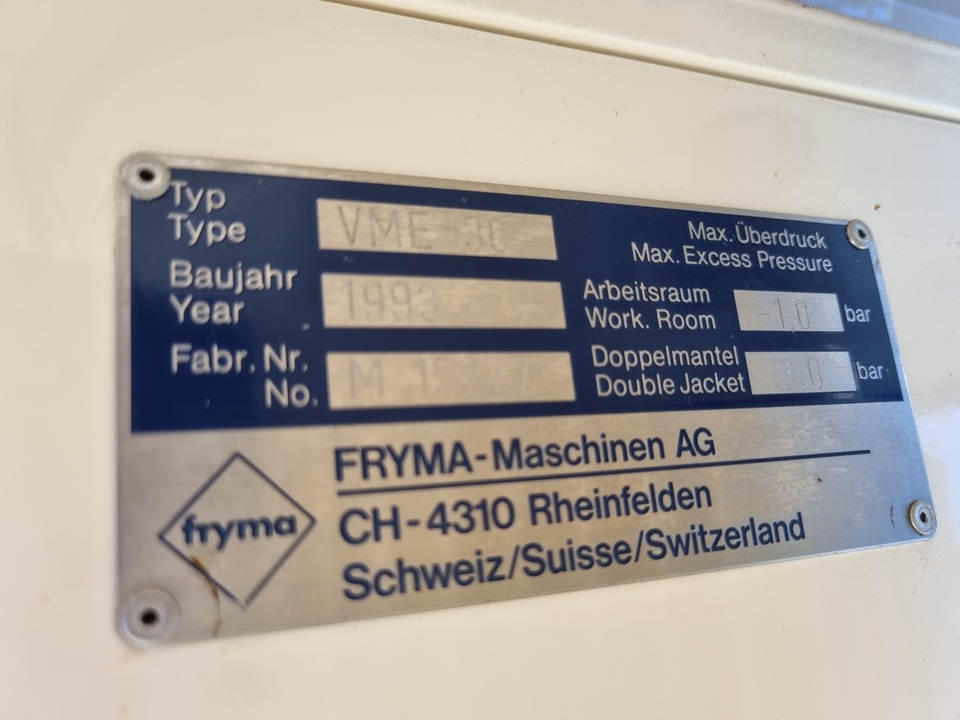 Typ
Type
VME 30
Baujahr
Year
Fabr. Nr.
No.
M
Max. Überdruck
Max. Excess Pressure
Arbeitsraum
Work. Room
-1,0 bar
Doppelmantel
Double Jacket
3,0 bar
fryma
FRYMA-Maschinen AG
CH-4310 Rheinfelden
Schweiz/Suisse/Switzerland